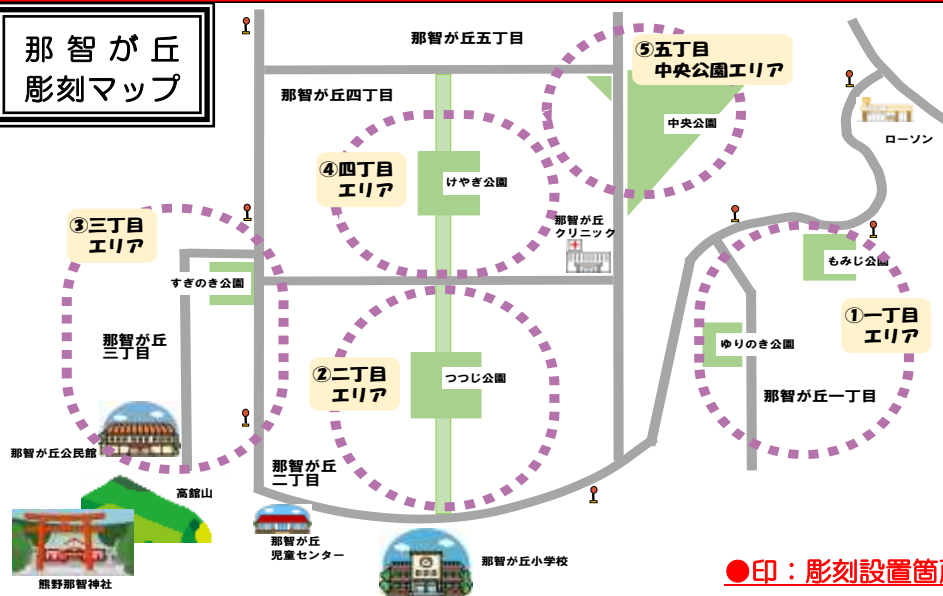 那智が丘
彫刻マップ
那智が丘五丁目
⑤五丁目
中央公園エリア
那智が丘四丁目
中央公園
ローソン
④四丁目
エリア
けやぎ公園
③三丁目
エリア
那智が丘
クリニック
すぎのき公園
もみじ公園
①一丁目
エリア
那智が丘
三丁目
ゆりのき公園
②二丁目
エリア
つつじ公園
那智が丘一丁目
那智が丘公民館
那智が丘
二丁目
高館山
那智が丘
児童センター
那智が丘小学校
熊野那智神社
●印：彫刻設置箇